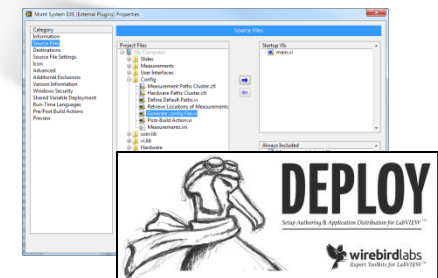 Msmt System EXE (External Plugins) Properties
Category
Information
Source Files
Destinations
Source File Settings
Icon
Advanced
Additional Exclusions
Version Information
Windows Security
Shared Variable Deployment
Run-Time Languages
Pre/Post Build Actions
Preview
Source Files
Project Files
My Computer
Slides
Measurements
User Interfaces
Config
Measurement Paths Cluster.ctl
Hardware Paths Cluster.ctl
Define Default Paths.vi
Retrieve Locations of Measurements
Generate config File.vi
Post-Build Action.vi
Measurements.ini
user.lib
vi.lib
Hardware
Startup VIs
main.vi
Always Included
DEPLOY
Setup Authoring & Application Distribution for LabVIEW™
wirebirdlabs
Expert Toolkits for LabVIEW™